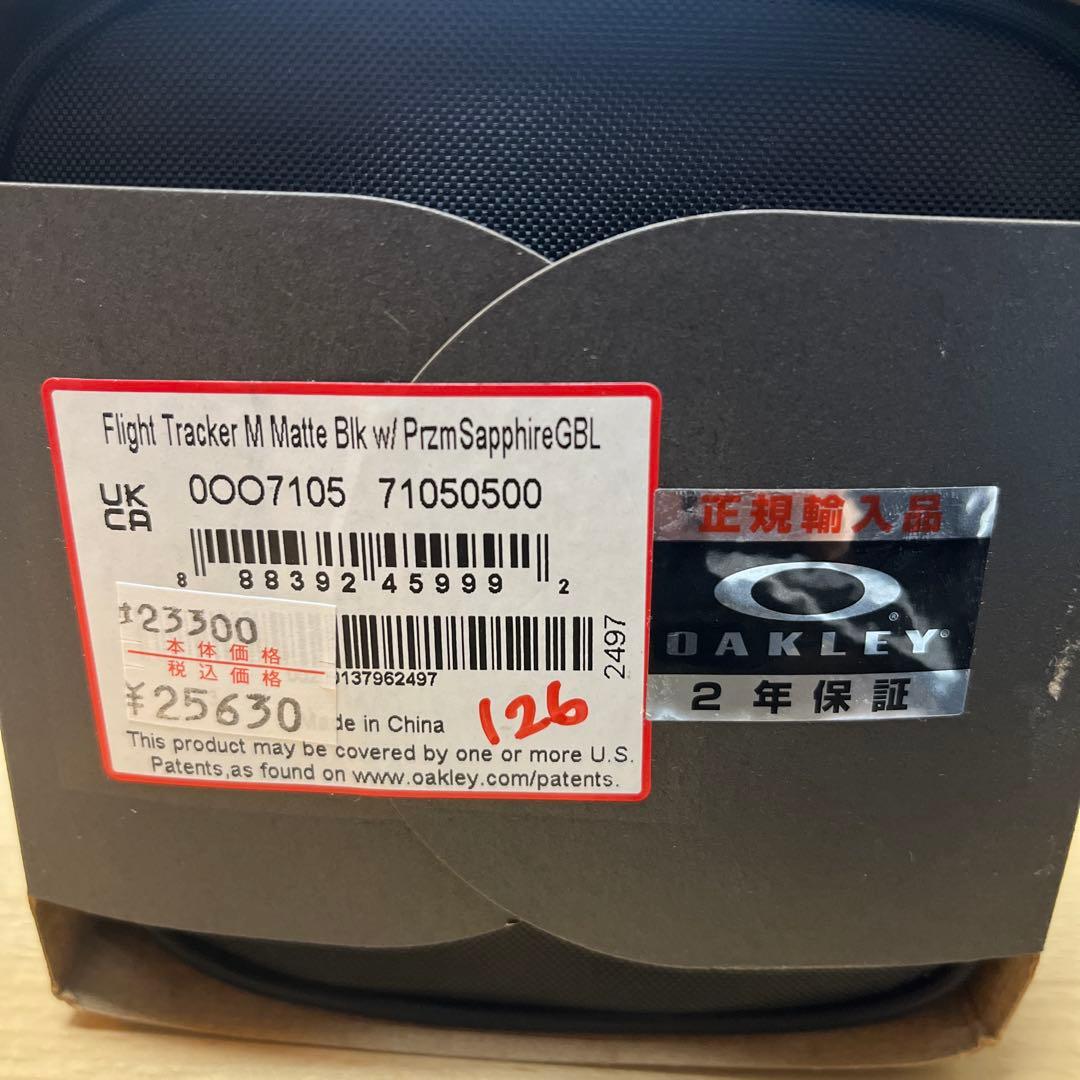 Flight Tracker M Matte Blk w/ PrzmSapphireGBL
UK
CA
0OO7105 71050500
8 88392 45999 2
¥23300
本体価格
税込価格
¥25630
0137962497
2497
de in China
126
This product may be covered by one or more U.S.
Patents,as found on www.oakley.com/patents.
正規輸入品
OAKLEY®
2年保証